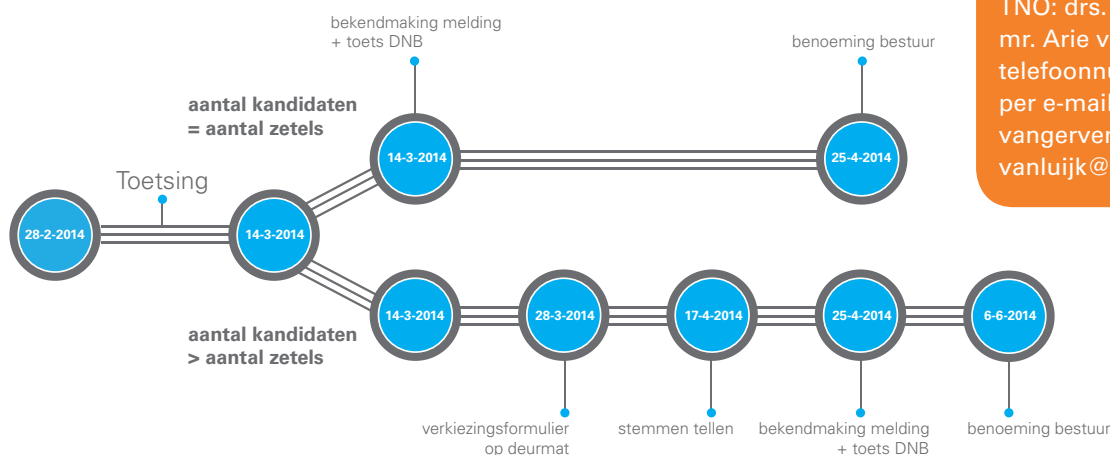 bekendmaking melding
+ toets DNB
benoeming bestuur
aantal kandidaten
= aantal zetels
14-3-2014
25-4-2014
Toetsing
28-2-2014
14-3-2014
14-3-2014
28-3-2014
17-4-2014
25-4-2014
6-6-2014
aantal kandidaten
> aantal zetels
verkiezingsformulier
op deurmat
stemmen tellen
bekendmaking melding
+ toets DNB
benoeming bestuur
TNO: drs.
mr. Arie v
telefoonnu
per e-mail
vangerven
vanluijk@